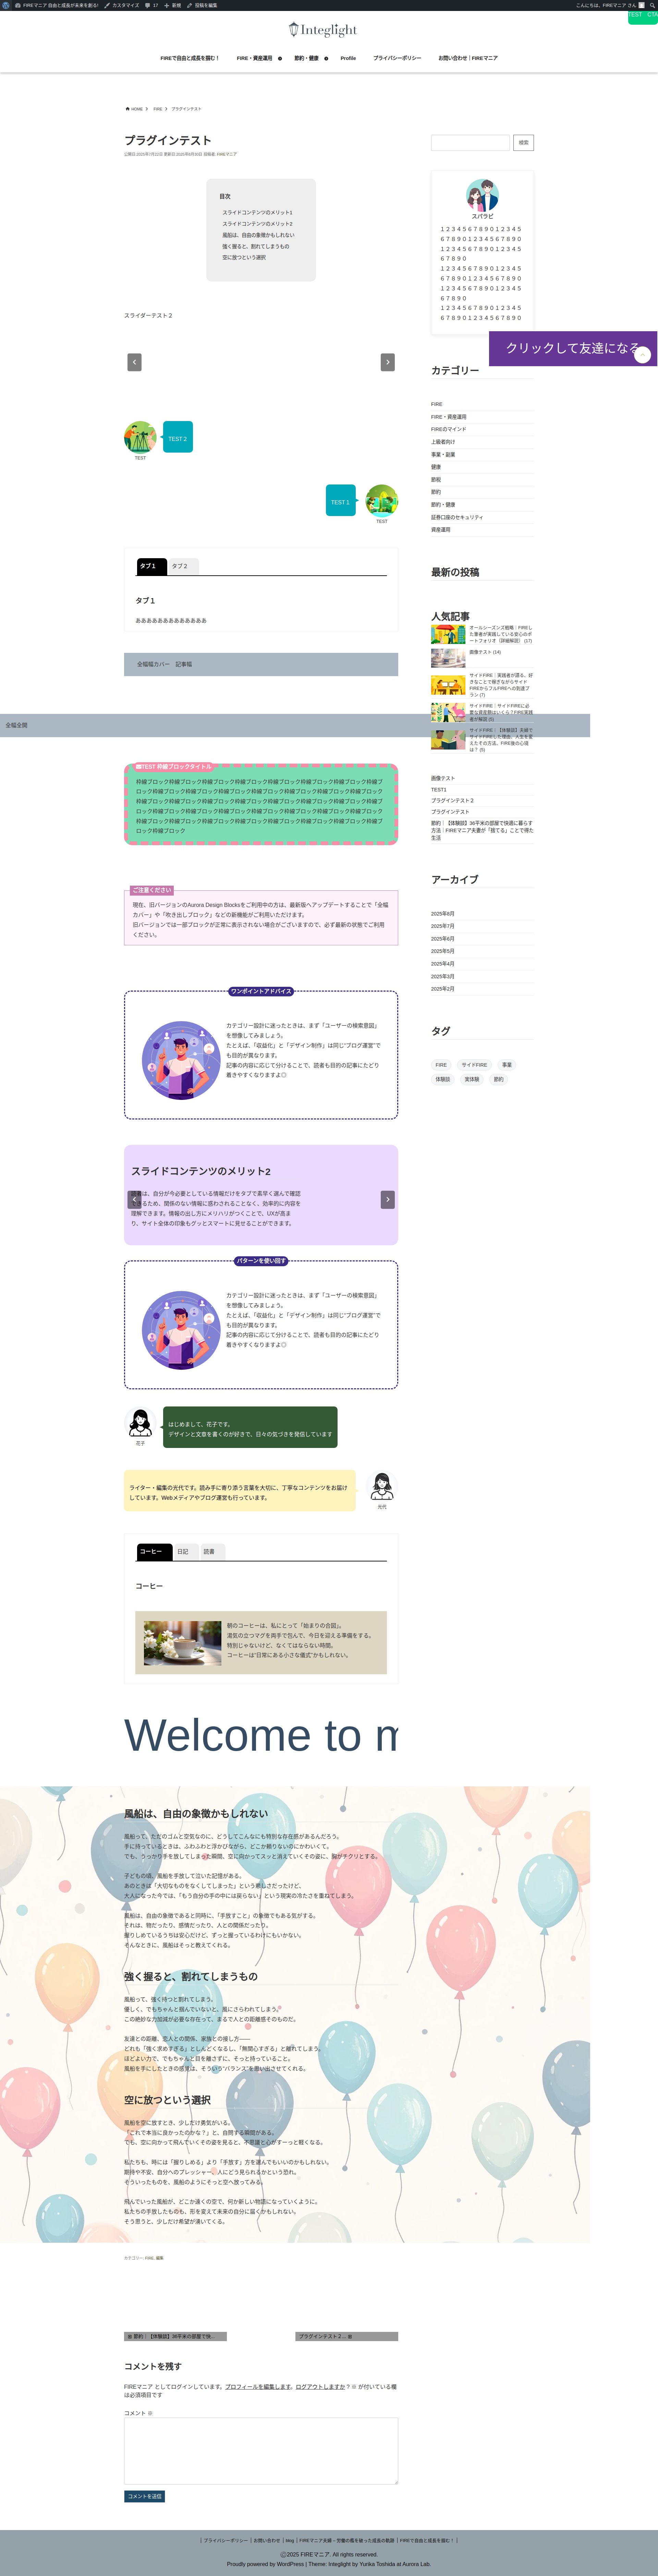 FIREマニア 自由と成長が未来を創る! カスタマイズ 17 新規 投稿を編集
こんにちは、FIREマニア さん
TEST CTA
Integlight
FIREで自由と成長を掴む！ FIRE・資産運用 節約・健康 Profile プライバシーポリシー お問い合わせ｜FIREマニア
HOME FIRE プラグインテスト
プラグインテスト
公開日:2025年7月22日 更新日:2025年8月20日 投稿者: FIREマニア
目次
スライドコンテンツのメリット1
スライドコンテンツのメリット2
風船は、自由の象徴かもしれない
強く握ると、割れてしまうもの
空に放つという選択
スライダーテスト２
TEST２
TEST
TEST１
TEST
タブ１
タブ２
タブ１
あああああああああああああ
全幅幅カバー　記事幅
全幅全開
TEST 枠線ブロックタイトル
枠線ブロック枠線ブロック枠線ブロック枠線ブロック枠線ブロック枠線ブロック枠線ブロック枠線ブ
ロック枠線ブロック枠線ブロック枠線ブロック枠線ブロック枠線ブロック枠線ブロック枠線ブロック
枠線ブロック枠線ブロック枠線ブロック枠線ブロック枠線ブロック枠線ブロック枠線ブロック枠線ブ
ロック枠線ブロック枠線ブロック枠線ブロック枠線ブロック枠線ブロック枠線ブロック枠線ブロック
枠線ブロック枠線ブロック枠線ブロック枠線ブロック枠線ブロック枠線ブロック枠線ブロック枠線ブ
ロック枠線ブロック
ご注意ください
現在、旧バージョンのAurora Design Blocksをご利用中の方は、最新版へアップデートすることで「全幅
カバー」や「吹き出しブロック」などの新機能がご利用いただけます。
旧バージョンでは一部ブロックが正常に表示されない場合がございますので、必ず最新の状態でご利用
ください。
ワンポイントアドバイス
カテゴリー設計に迷ったときは、まず「ユーザーの検索意図」
を想像してみましょう。
たとえば、「収益化」と「デザイン制作」は同じ“ブログ運営”で
も目的が異なります。
記事の内容に応じて分けることで、読者も目的の記事にたどり
着きやすくなりますよ◎
スライドコンテンツのメリット2
は、自分が今必要としている情報だけをタブで素早く選んで確認
るため、関係のない情報に惑わされることなく、効率的に内容を
理解できます。情報の出し方にメリハリがつくことで、UXが高ま
り、サイト全体の印象もグッとスマートに見せることができます。
パターンを使い回す
カテゴリー設計に迷ったときは、まず「ユーザーの検索意図」
を想像してみましょう。
たとえば、「収益化」と「デザイン制作」は同じ“ブログ運営”で
も目的が異なります。
記事の内容に応じて分けることで、読者も目的の記事にたどり
着きやすくなりますよ◎
はじめまして、花子です。
デザインと文章を書くのが好きで、日々の気づきを発信しています
花子
ライター・編集の光代です。読み手に寄り添う言葉を大切に、丁寧なコンテンツをお届け
しています。Webメディアやブログ運営も行っています。
光代
コーヒー
日記
読書
コーヒー
朝のコーヒーは、私にとって「始まりの合図」。
湯気の立つマグを両手で包んで、今日を迎える準備をする。
特別じゃないけど、なくてはならない時間。
コーヒーは“日常にある小さな儀式”かもしれない。
Welcome to m
風船は、自由の象徴かもしれない
風船って、ただのゴムと空気なのに、どうしてこんなにも特別な存在感があるんだろう。
手に持っているときは、ふわふわと浮かびながら、どこか頼りないのにかわいくて。
でも、うっかり手を放してしまった瞬間、空に向かってスッと消えていくその姿に、胸がチクリとする。
子どもの頃、風船を手放して泣いた記憶がある。
あのときは「大切なものをなくしてしまった」という悲しさだったけど、
大人になった今では、「もう自分の手の中には戻らない」という現実の冷たさを重ねてしまう。
風船は、自由の象徴であると同時に、「手放すこと」の象徴でもある気がする。
それは、物だったり、感情だったり、人との関係だったり。
握りしめているうちは安心だけど、ずっと握っているわけにもいかない。
そんなときに、風船はそっと教えてくれる。
強く握ると、割れてしまうもの
風船って、強く持つと割れてしまう。
優しく、でもちゃんと掴んでいないと、風にさらわれてしまう。
この絶妙な力加減が必要な存在って、まるで人との距離感そのものだ。
友達との距離、恋人との関係、家族との接し方——
どれも「強く求めすぎる」としんどくなるし、「無関心すぎる」と離れてしまう。
ほどよい力で、でもちゃんと目を離さずに、そっと持っていること。
風船を手にしたときの感覚は、そういう“バランス”を思い出させてくれる。
空に放つという選択
風船を空に放すとき、少しだけ勇気がいる。
「これで本当に良かったのかな？」と、自問する瞬間がある。
でも、空に向かって飛んでいくその姿を見ると、不思議と心がすーっと軽くなる。
私たちも、時には「握りしめる」より「手放す」方を選んでもいいのかもしれない。
期待や不安、自分へのプレッシャー、人にどう見られるかという恐れ。
そういったものを、風船のようにそっと空へ放ってみる。
飛んでいった風船が、どこか遠くの空で、何か新しい物語になっていくように。
私たちの手放したものも、形を変えて未来の自分に届くかもしれない。
そう思うと、少しだけ希望が湧いてくる。
カテゴリー: FIRE 編集
節約｜【体験談】36平米の部屋で快...
プラグインテスト２...
コメントを残す
FIREマニア としてログインしています。プロフィールを編集します。ログアウトしますか？※ が付いている欄
は必須項目です
コメント ※
コメントを送信
検索
スパラビ
１２３４５６７８９０１２３４５
６７８９０１２３４５６７８９０
１２３４５６７８９０１２３４５
６７８９０
１２３４５６７８９０１２３４５
６７８９０１２３４５６７８９０
１２３４５６７８９０１２３４５
６７８９０
１２３４５６７８９０１２３４５
６７８９０１２３４５６７８９０
クリックして友達になる
カテゴリー
FIRE
FIRE・資産運用
FIREのマインド
上級者向け
事業・副業
健康
節税
節約
節約・健康
証券口座のセキュリティ
資産運用
最新の投稿
人気記事
オールシーズンズ戦略｜FIREし
た筆者が実践している安心のポ
ートフォリオ（詳細解説） (17)
画像テスト (14)
サイドFIRE｜実践者が語る、好
きなことで稼ぎながらサイド
FIREからフルFIREへの到達プ
ラン (7)
サイドFIRE｜サイドFIREに必
要な資産額はいくら？FIRE実践
者が解説 (5)
サイドFIRE｜【体験談】夫婦で
サイドFIREした理由。人生を変
えたその方法、FIRE後の心境
は？ (5)
画像テスト
TEST1
プラグインテスト２
プラグインテスト
節約｜【体験談】36平米の部屋で快適に暮らす
方法｜FIREマニア夫妻が「捨てる」ことで得た
生活
アーカイブ
2025年8月
2025年7月
2025年6月
2025年5月
2025年4月
2025年3月
2025年2月
タグ
FIRE サイドFIRE 事業
体験談 実体験 節約
プライバシーポリシー お問い合わせ blog FIREマニア夫婦 – 労働の檻を破った成長の軌跡 FIREで自由と成長を掴む！
Ⓒ2025 FIREマニア. All rights reserved.
Proudly powered by WordPress | Theme: Integlight by Yurika Toshida at Aurora Lab.